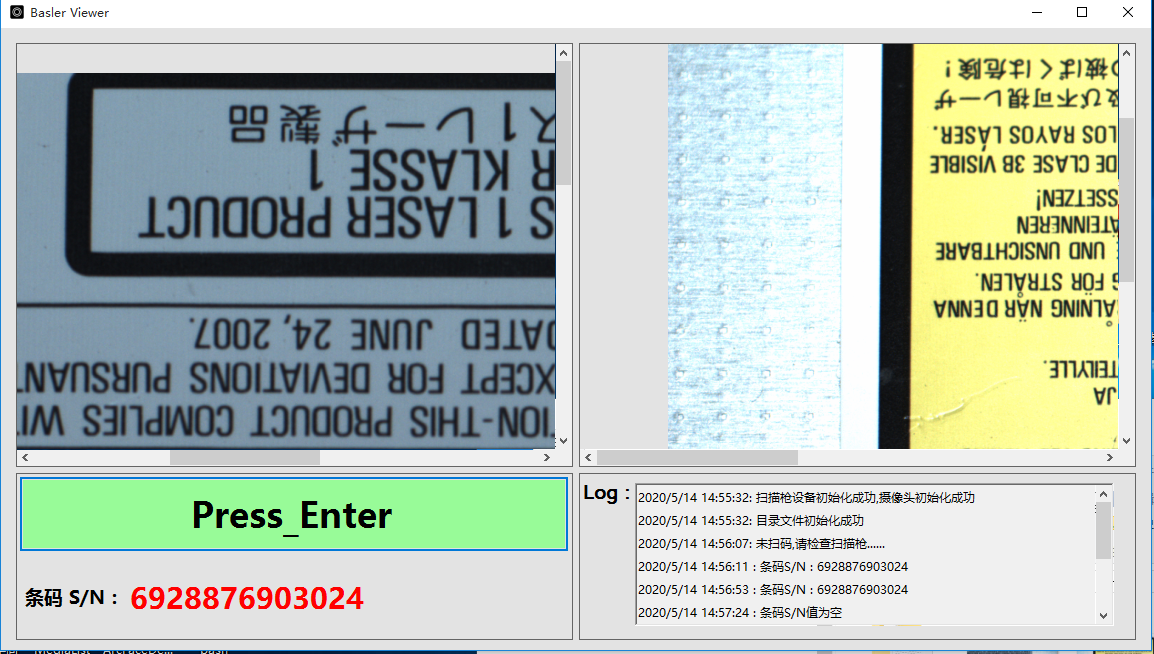 Basler Viewer
ION-THIS PRODUCT COMPLIES WI
XCEPT FOR DEVIATIONS PURSUAN
DATED JUNE 24, 2007.
S 1 LASER PRODUCT
R KLASSE 1
ス1レーザ製品
JA
TEILYLLE.
ÅLNING NÄR DENNA
G FÖR STRÅLEN.
UND UNSICHTBARE
ÄTEINNEREN
SSETZEN!
DE CLASE 3B VISIBLE
LOS RAYOS LÁSER.
及び不可視レーザ
の被ばくは危険!
Press_Enter
条码 S/N： 6928876903024
Log：
2020/5/14 14:55:32: 扫描枪设备初始化成功,摄像头初始化成功
2020/5/14 14:55:32: 目录文件初始化成功
2020/5/14 14:56:07: 未扫码,请检查扫描枪......
2020/5/14 14:56:11：条码S/N：6928876903024
2020/5/14 14:56:53：条码S/N：6928876903024
2020/5/14 14:57:24：条码S/N值为空